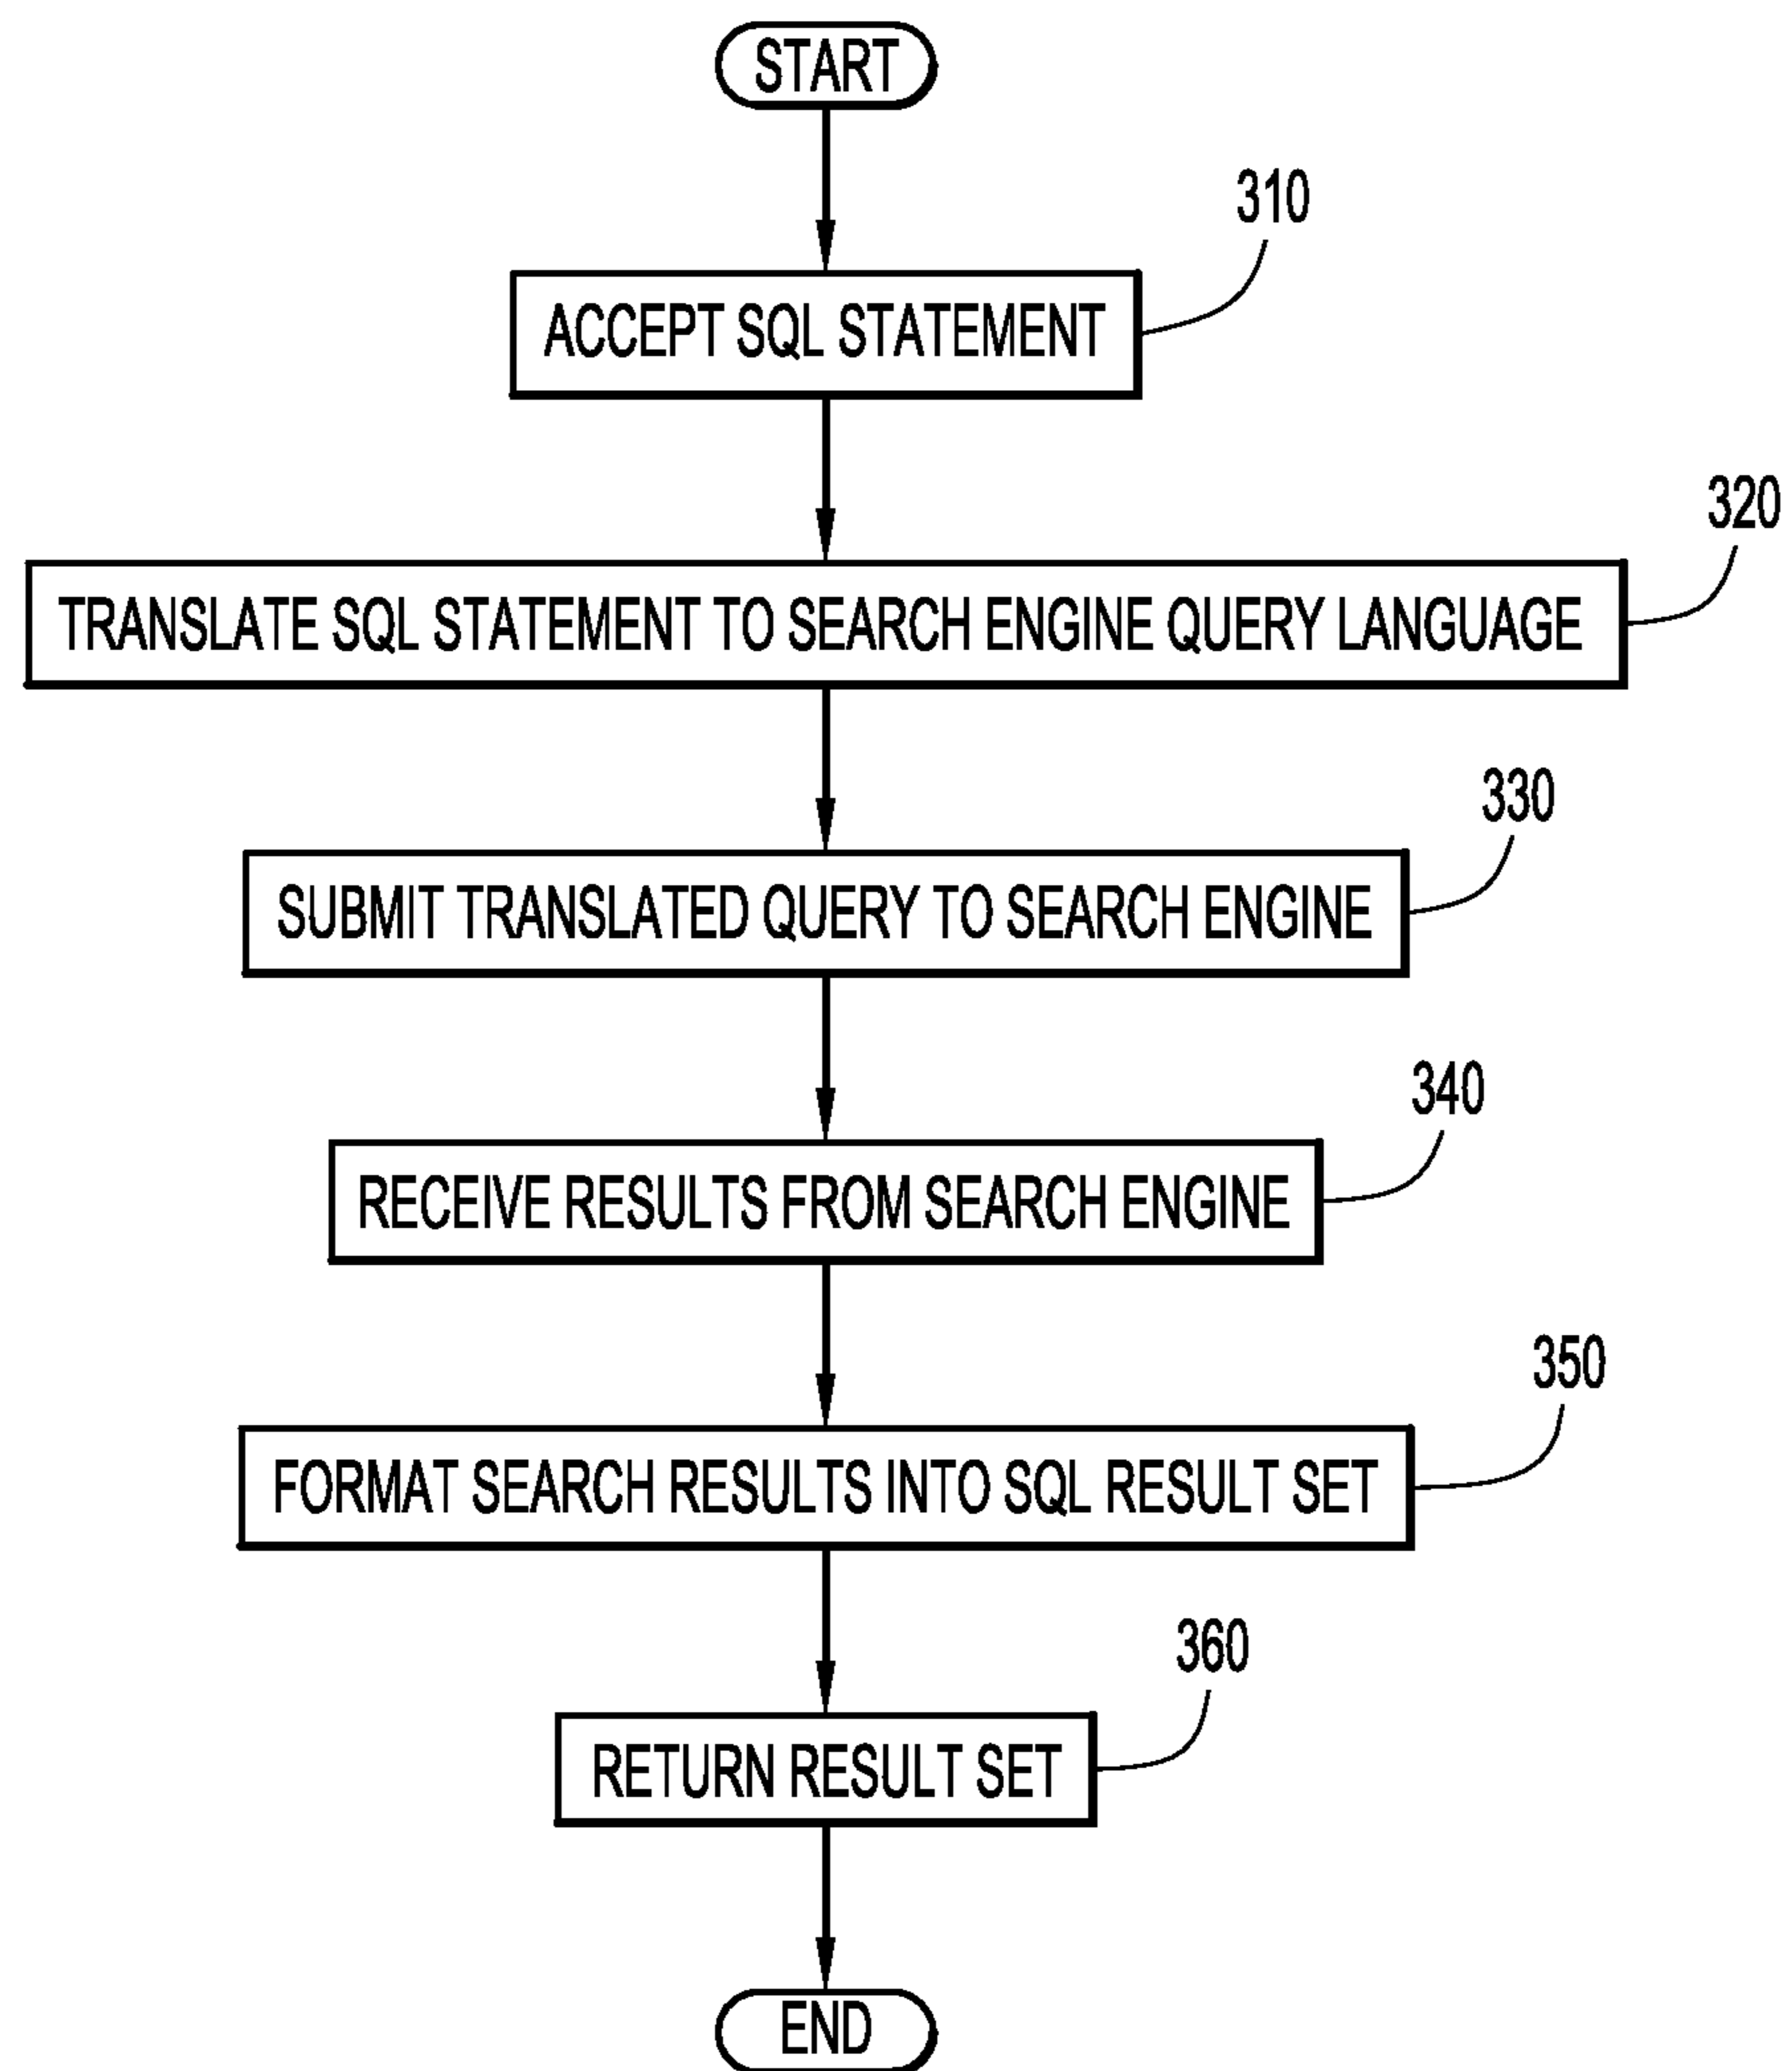 START
310
ACCEPT SQL STATEMENT
320
TRANSLATE SQL STATEMENT TO SEARCH ENGINE QUERY LANGUAGE
330
SUBMIT TRANSLATED QUERY TO SEARCH ENGINE
340
RECEIVE RESULTS FROM SEARCH ENGINE
350
FORMAT SEARCH RESULTS INTO SQL RESULT SET
360
RETURN RESULT SET
END